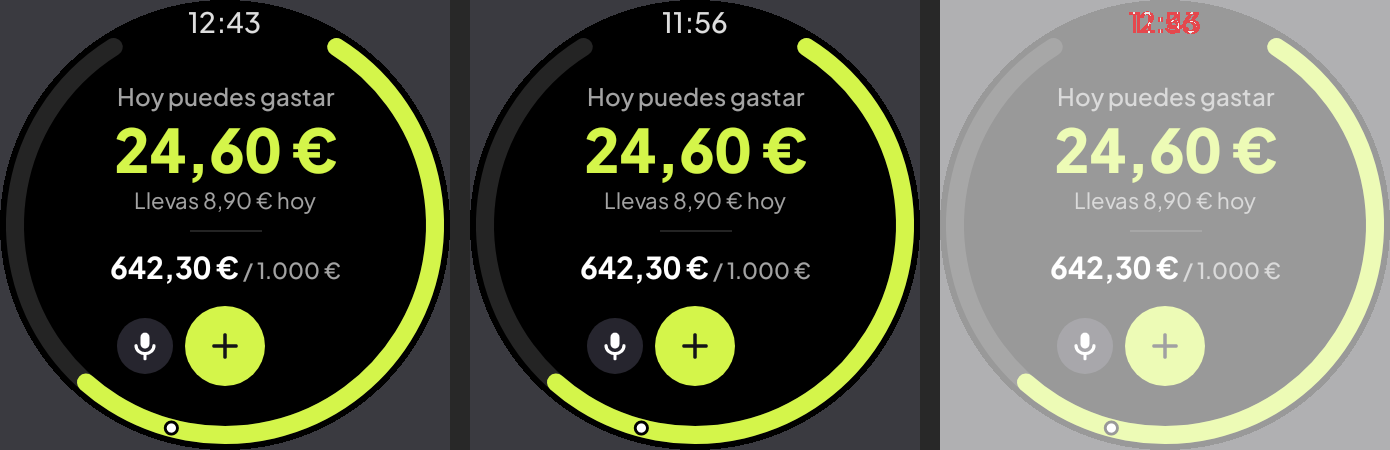 12:43
Hoy puedes gastar
24,60 €
Llevas 8,90 € hoy
642,30 € / 1.000 €
11:56
Hoy puedes gastar
24,60 €
Llevas 8,90 € hoy
642,30 € / 1.000 €
Hoy puedes gastar
24,60 €
Llevas 8,90 € hoy
642,30 € / 1.000 €